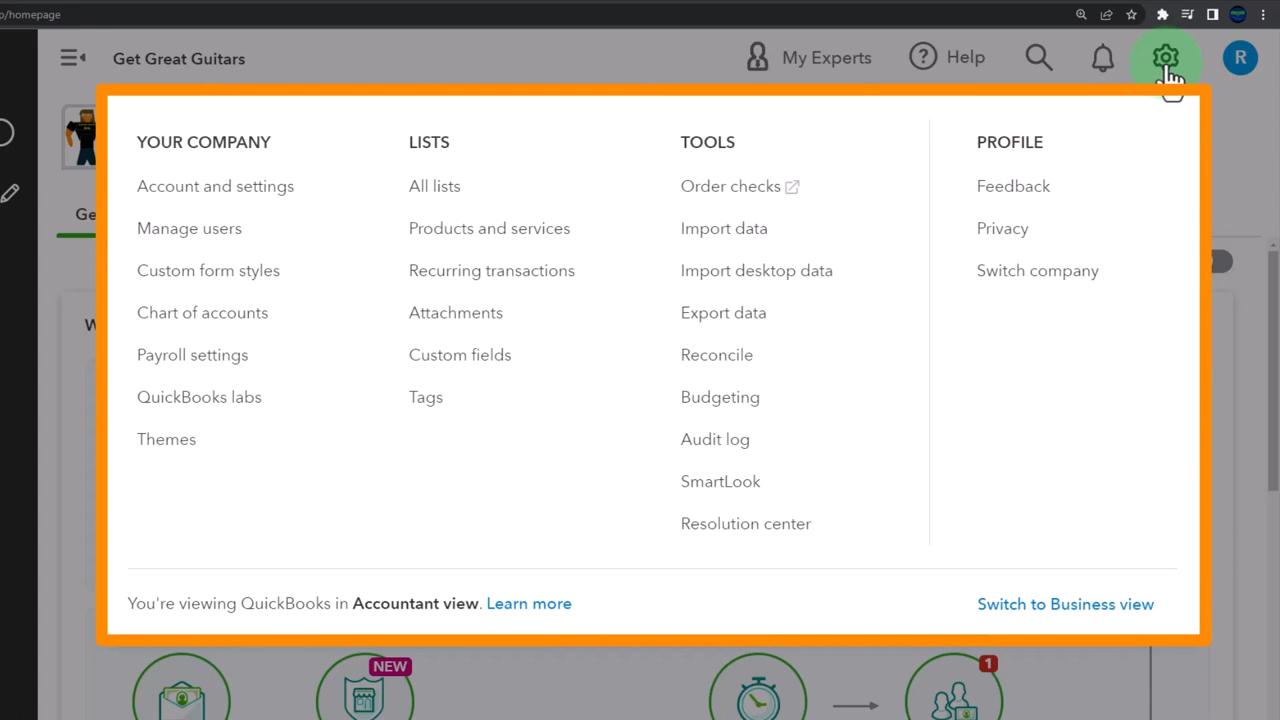 p/homepage
Get Great Guitars
My Experts
Help
R
YOUR COMPANY
Account and settings
Manage users
Custom form styles
Chart of accounts
Payroll settings
QuickBooks labs
Themes
LISTS
All lists
Products and services
Recurring transactions
Attachments
Custom fields
Tags
TOOLS
Order checks
Import data
Import desktop data
Export data
Reconcile
Budgeting
Audit log
SmartLook
Resolution center
PROFILE
Feedback
Privacy
Switch company
Ge
W
You're viewing QuickBooks in Accountant view. Learn more
Switch to Business view
NEW
1